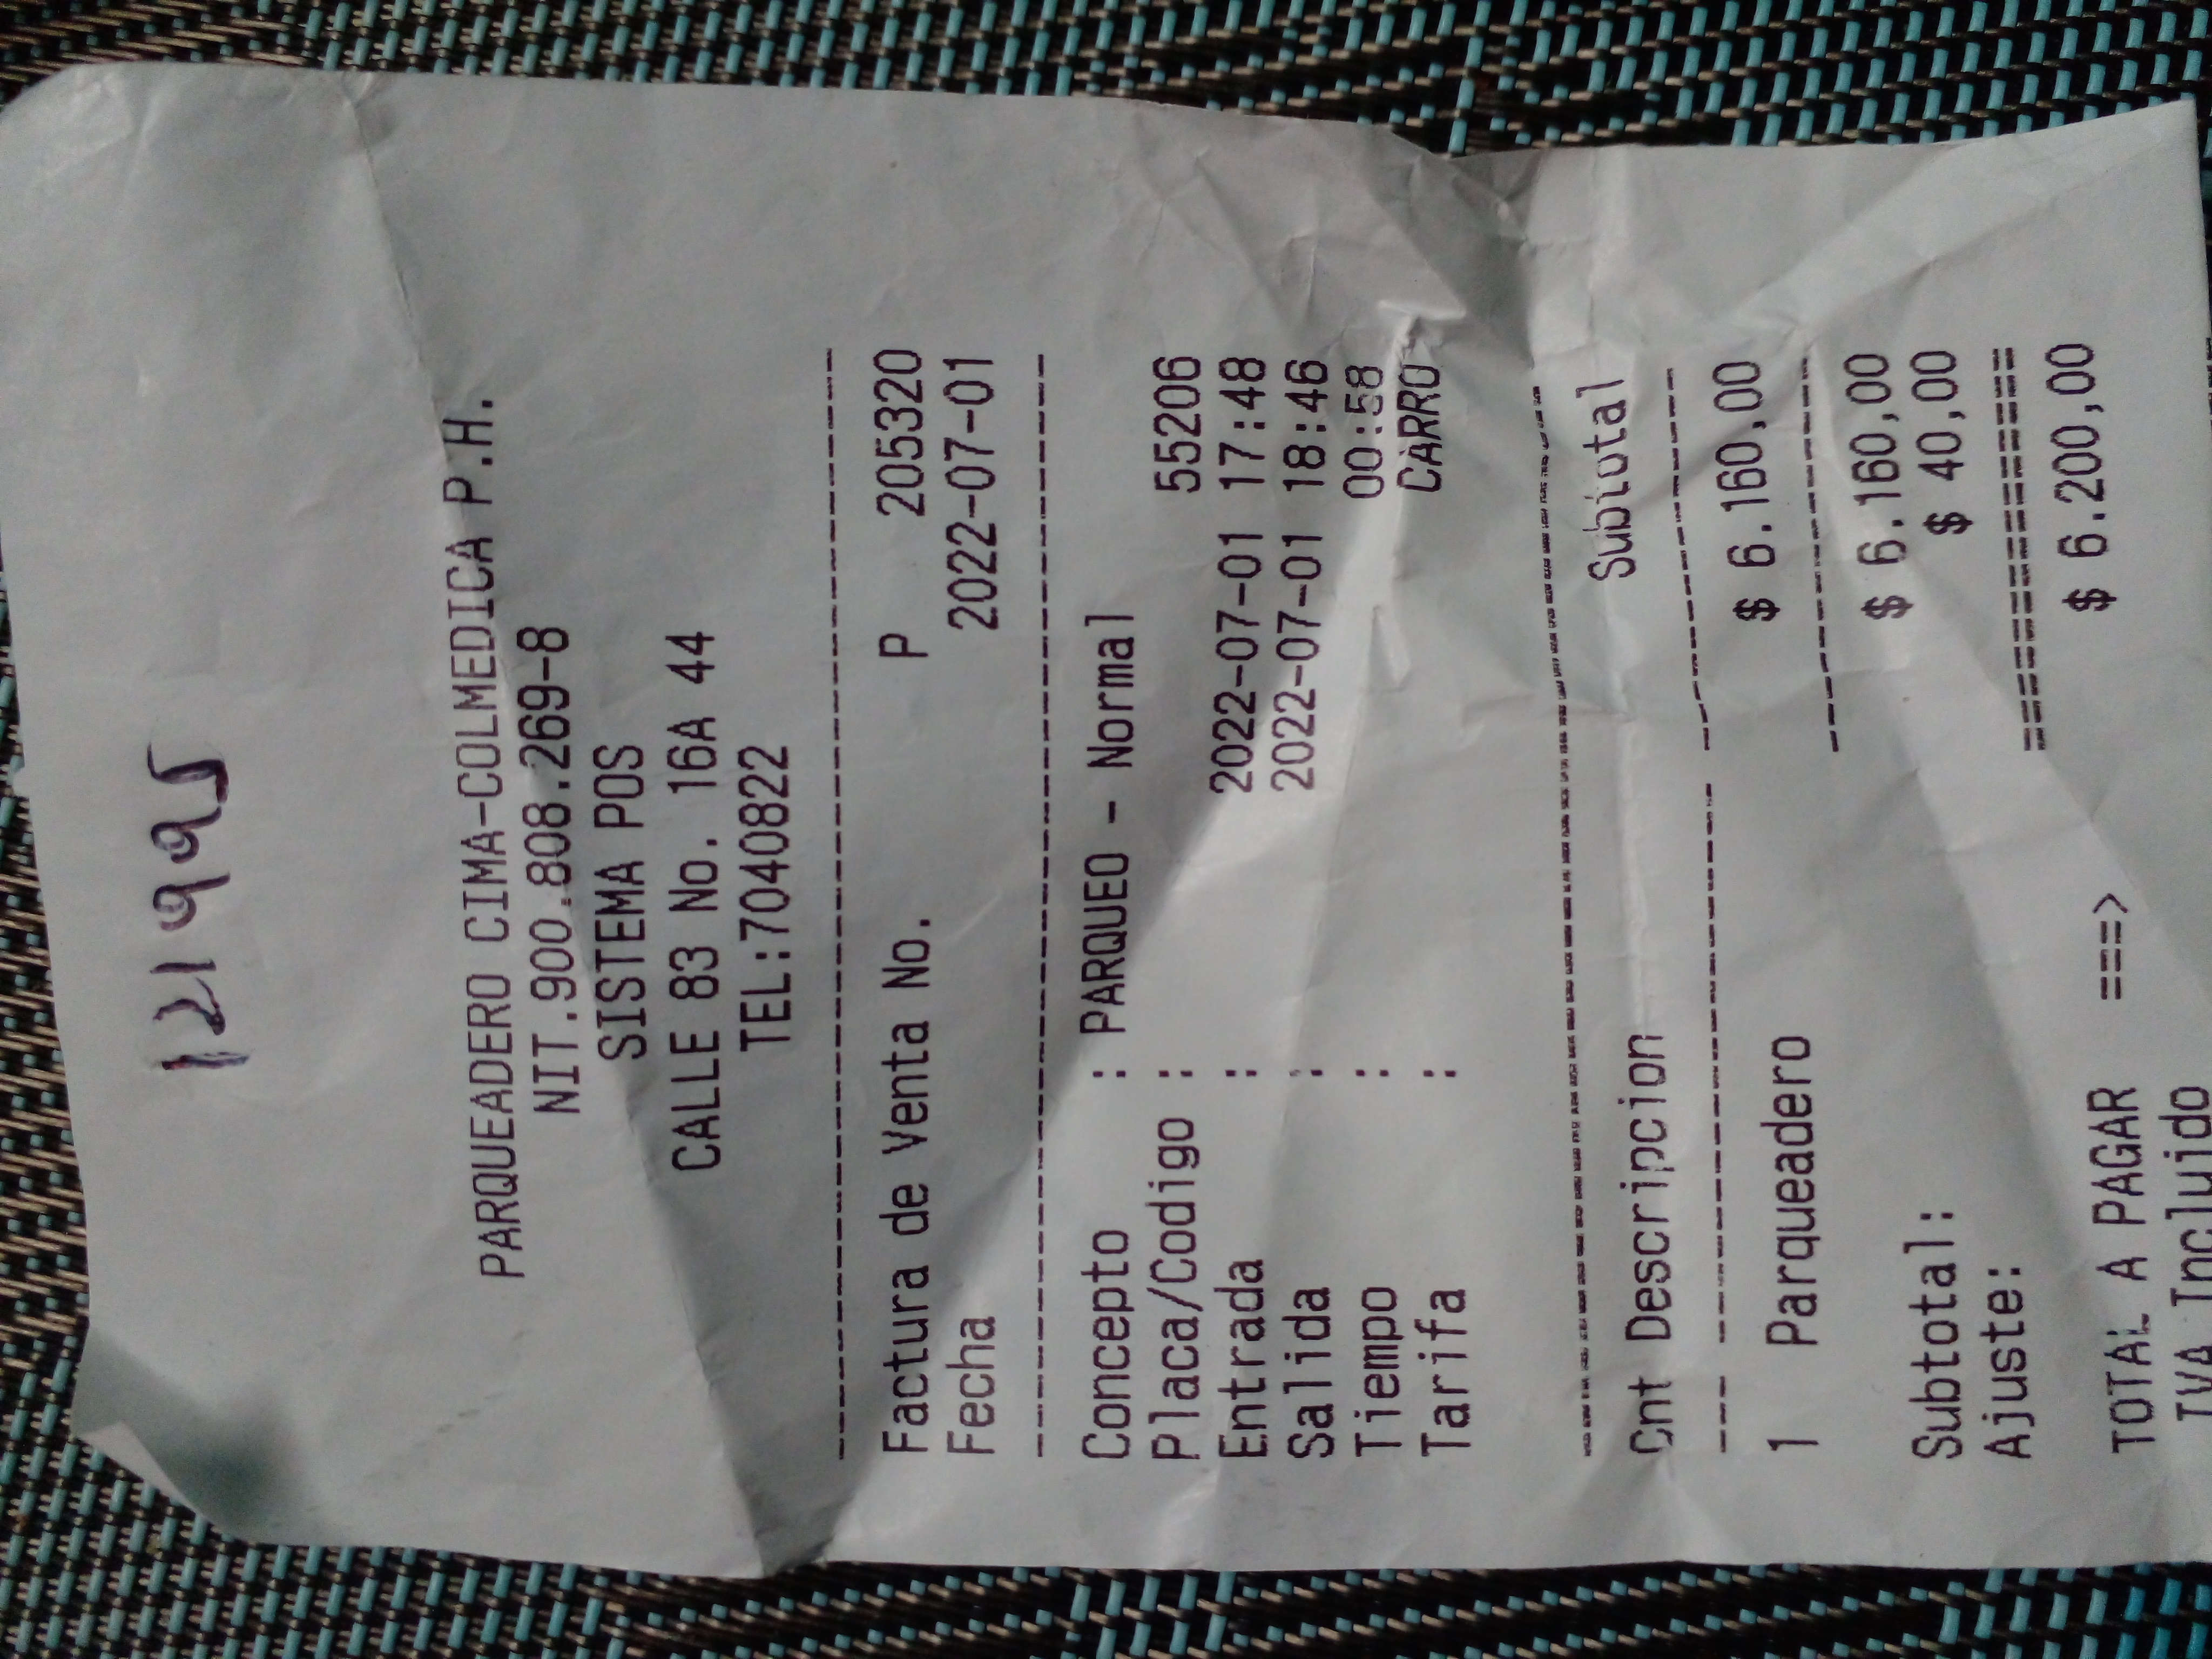 121995
PARQUEADERO CIMA-COLMEDICA P.H.
NIT.900.808.269-8
SISTEMA POS
CALLE 83 No. 16A 44
TEL:7040822
------------------------------------------
Factura de Venta No. P 205320
Fecha 2022-07-01
------------------------------------------
Concepto : PARQUEO - Normal
Placa/Codigo : 55206
Entrada : 2022-07-01 17:48
Salida : 2022-07-01 18:46
Tiempo : 00:58
Tarifa : CARRO
------------------------------------------
Cnt Descripcion Subtotal
--- ------------------------ -------------
1 Parqueadero $ 6.160,00
---------------
Subtotal: $ 6.160,00
Ajuste: $ 40,00
===============
TOTAL A PAGAR ===> $ 6.200,00
IVA Incluido